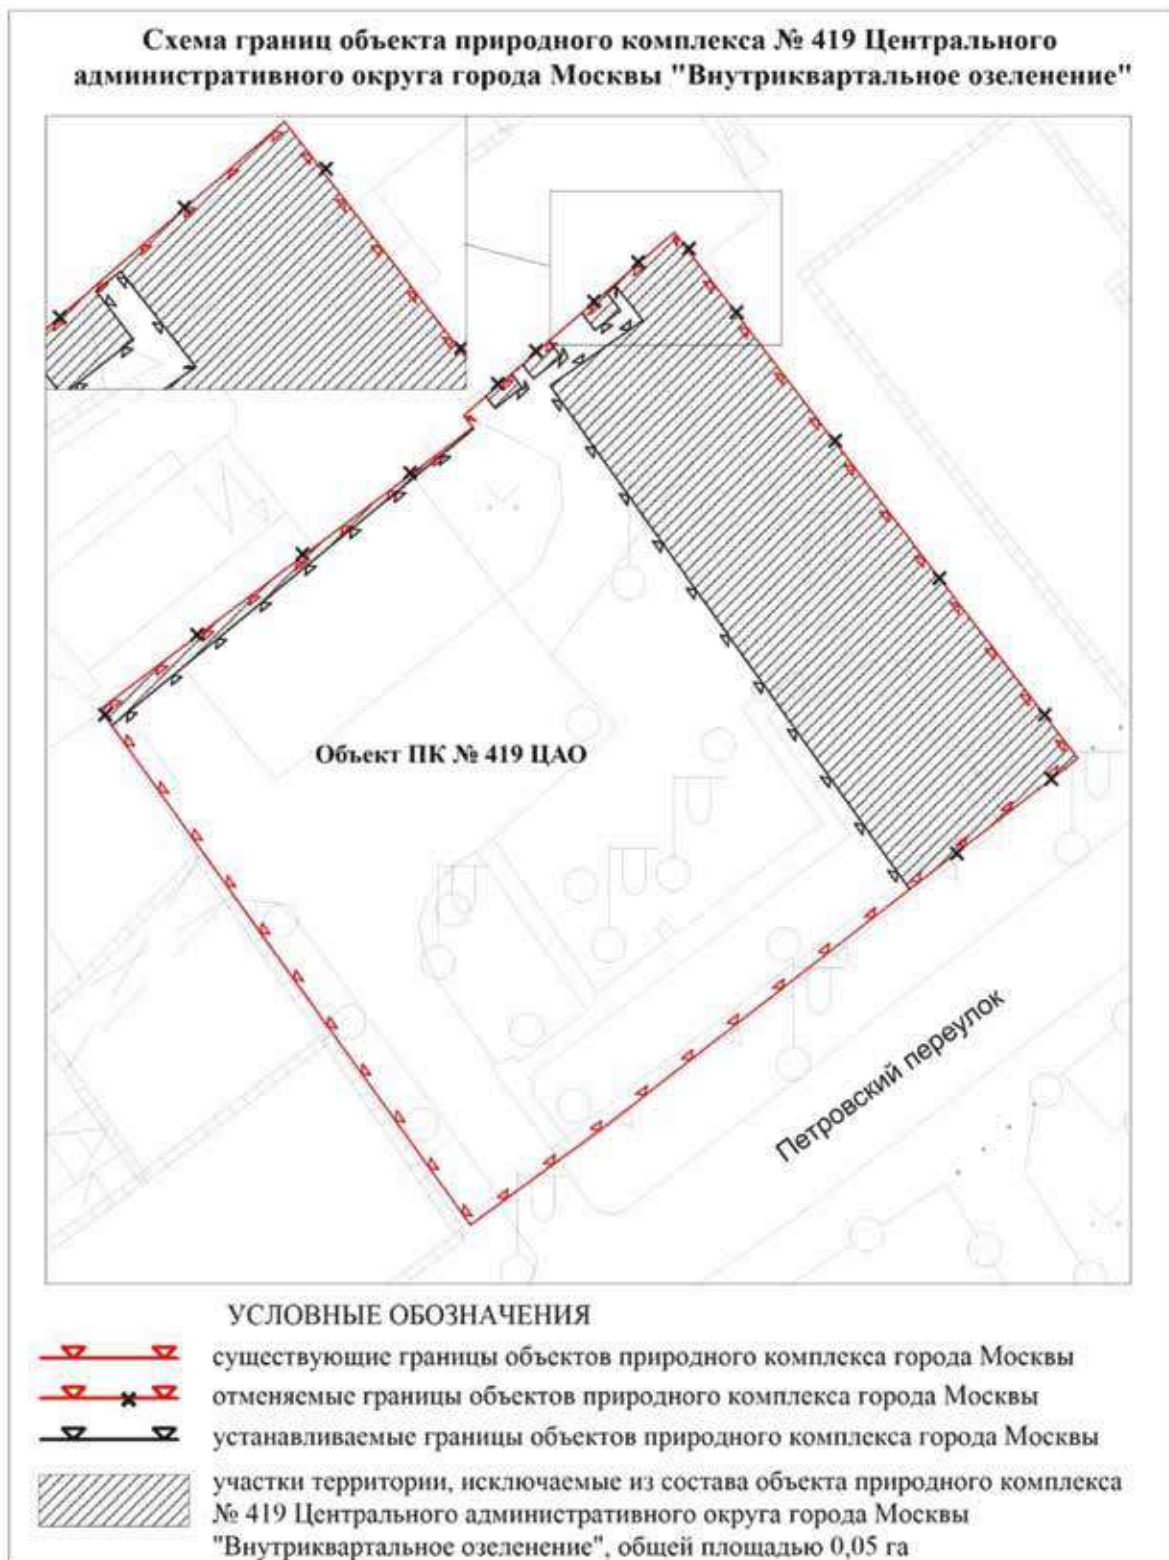 Схема границ объекта природного комплекса № 419 Центрального
административного округа города Москвы "Внутриквартальное озеленение"
Объект ПК № 419 ЦАО
Петровский переулок
УСЛОВНЫЕ ОБОЗНАЧЕНИЯ
существующие границы объектов природного комплекса города Москвы
отменяемые границы объектов природного комплекса города Москвы
устанавливаемые границы объектов природного комплекса города Москвы
участки территории, исключаемые из состава объекта природного комплекса
№ 419 Центрального административного округа города Москвы
"Внутриквартальное озеленение", общей площадью 0,05 га